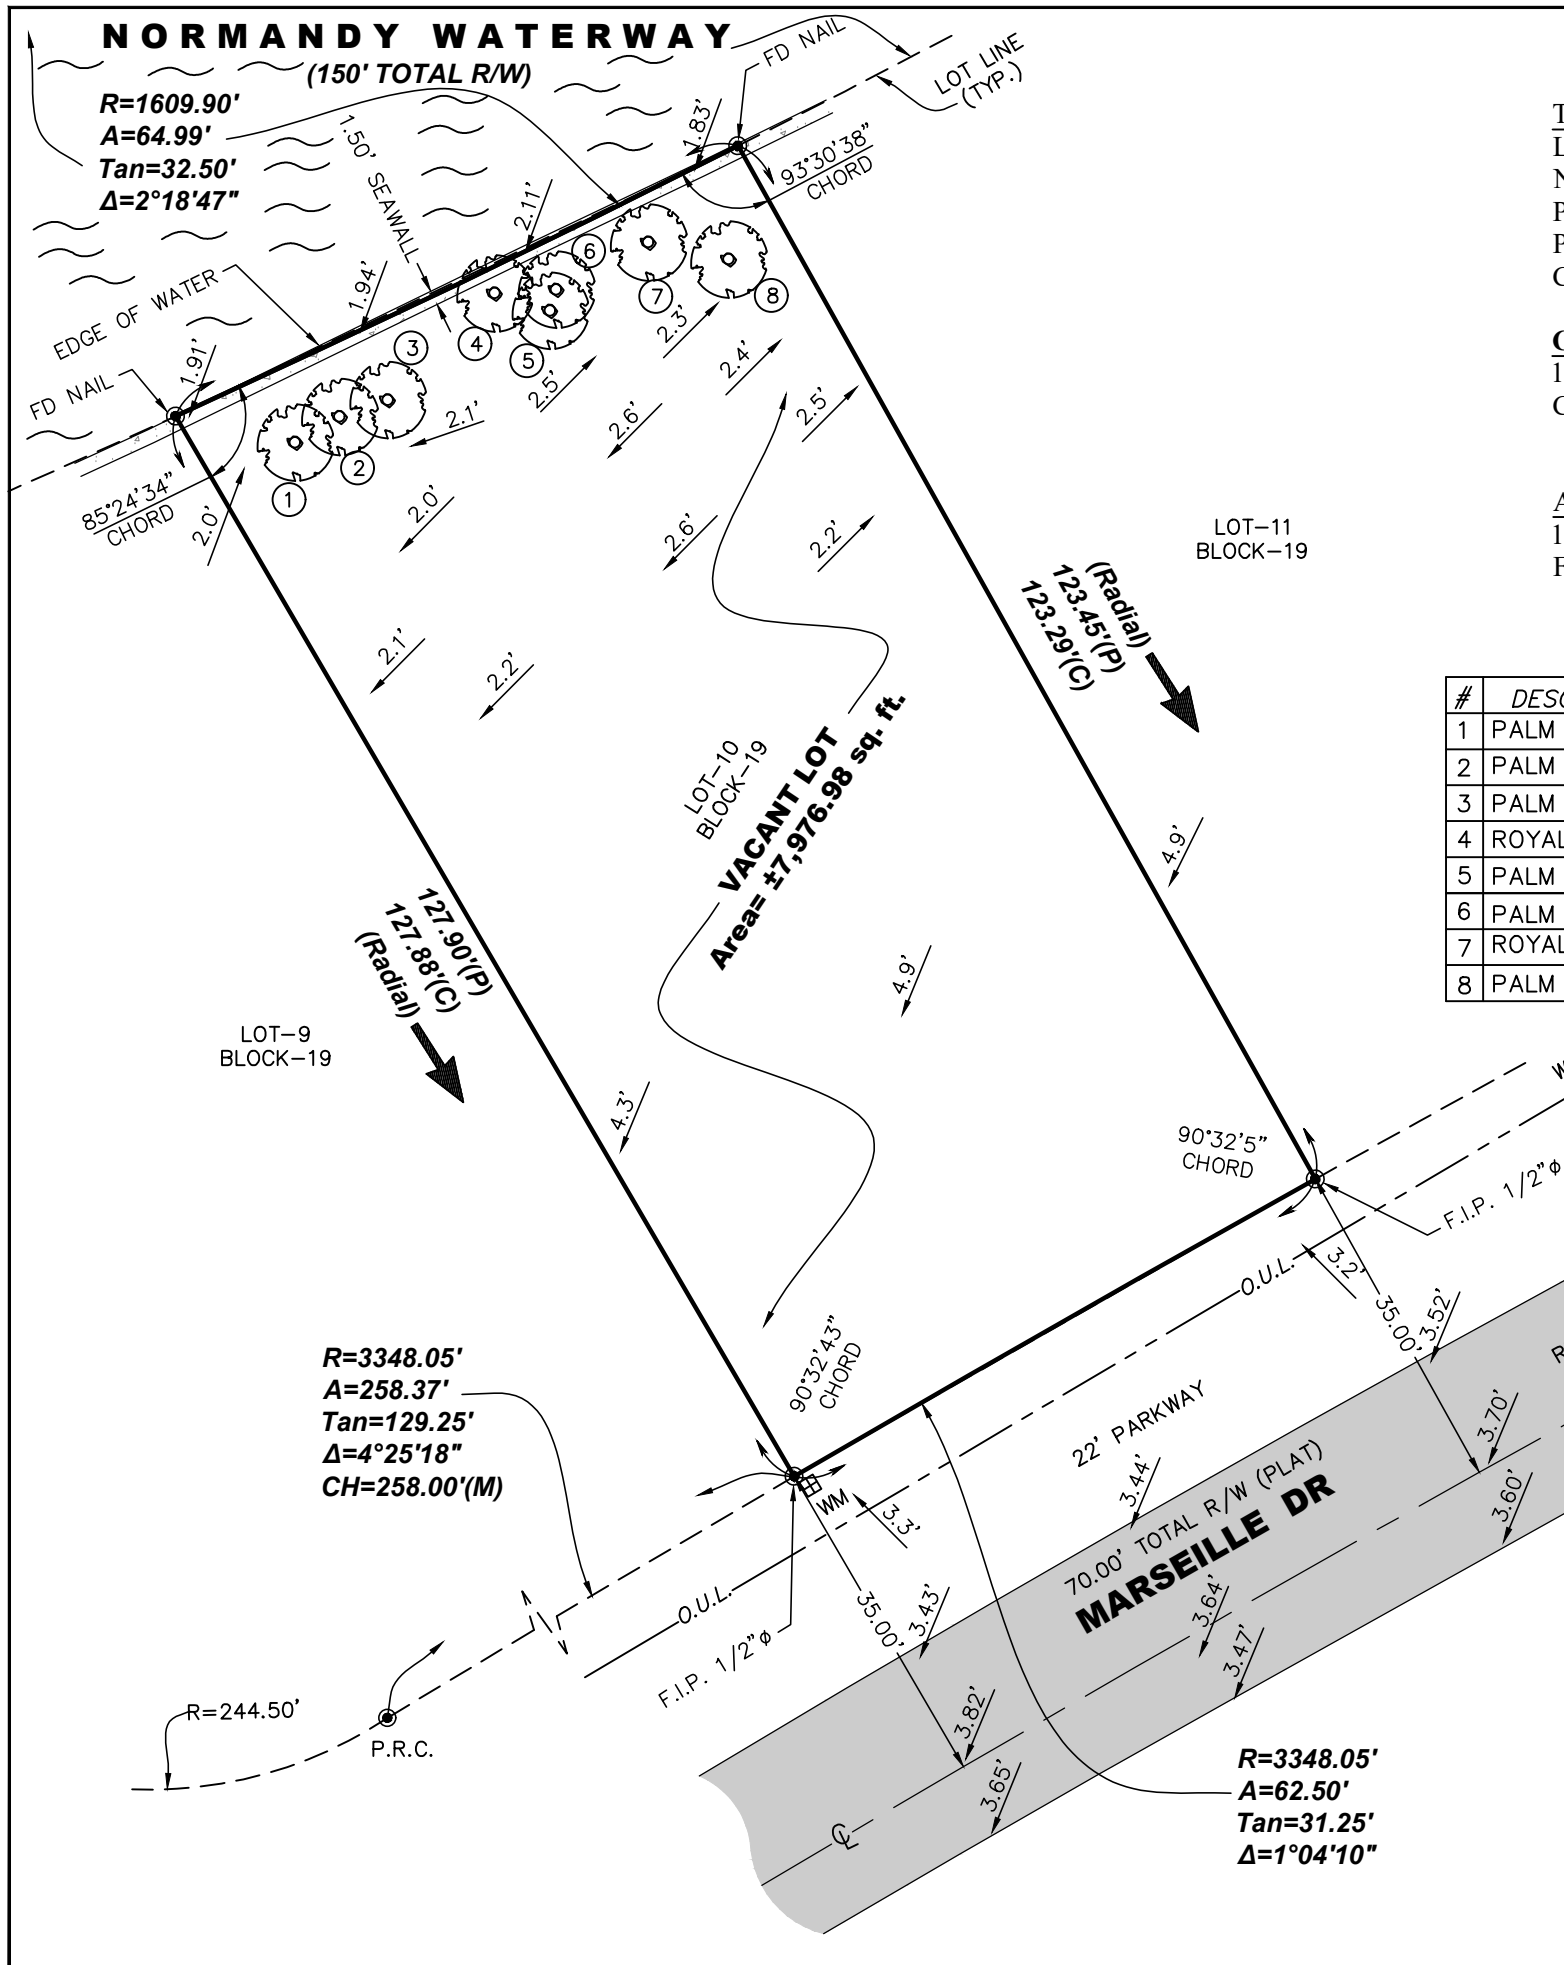 NORMANDY WATERWAY
(150' TOTAL R/W)
R=1609.90'
A=64.99'
Tan=32.50'
Δ=2°18'47"
FD NAIL
LOT LINE
(TYP.)
1.83'
93°30'38"
CHORD
1.50' SEAWALL
2.11'
1.94'
EDGE OF WATER
1.91'
FD NAIL
85°24'34"
CHORD
2.0'
1
2
3
4
5
6
7
8
2.1'
2.5'
2.3'
2.4'
2.6'
2.5'
2.0'
2.6'
2.2'
2.1'
2.2'
LOT-11
BLOCK-19
(Radial)
123.45'(P)
123.29'(C)
LOT-10
BLOCK-19
VACANT LOT
Area= ±7,976.98 sq. ft.
# DESC
1 PALM
2 PALM
3 PALM
4 ROYAL
5 PALM
6 PALM
7 ROYAL
8 PALM
4.9'
4.9'
127.90'(P)
127.88'(C)
(Radial)
LOT-9
BLOCK-19
4.3'
90°32'5"
CHORD
F.I.P. 1/2"ϕ
90°32'43"
CHORD
R=3348.05'
A=258.37'
Tan=129.25'
Δ=4°25'18"
CH=258.00'(M)
O.U.L.
3.2'
35.00'
3.52'
22' PARKWAY
3.70'
3.44'
3.60'
WM
3.3'
70.00' TOTAL R/W (PLAT)
MARSEILLE DR
3.64'
3.47'
O.U.L.
35.00'
3.43'
F.I.P. 1/2"ϕ
R=244.50'
P.R.C.
3.82'
3.65'
℄
R=3348.05'
A=62.50'
Tan=31.25'
Δ=1°04'10"